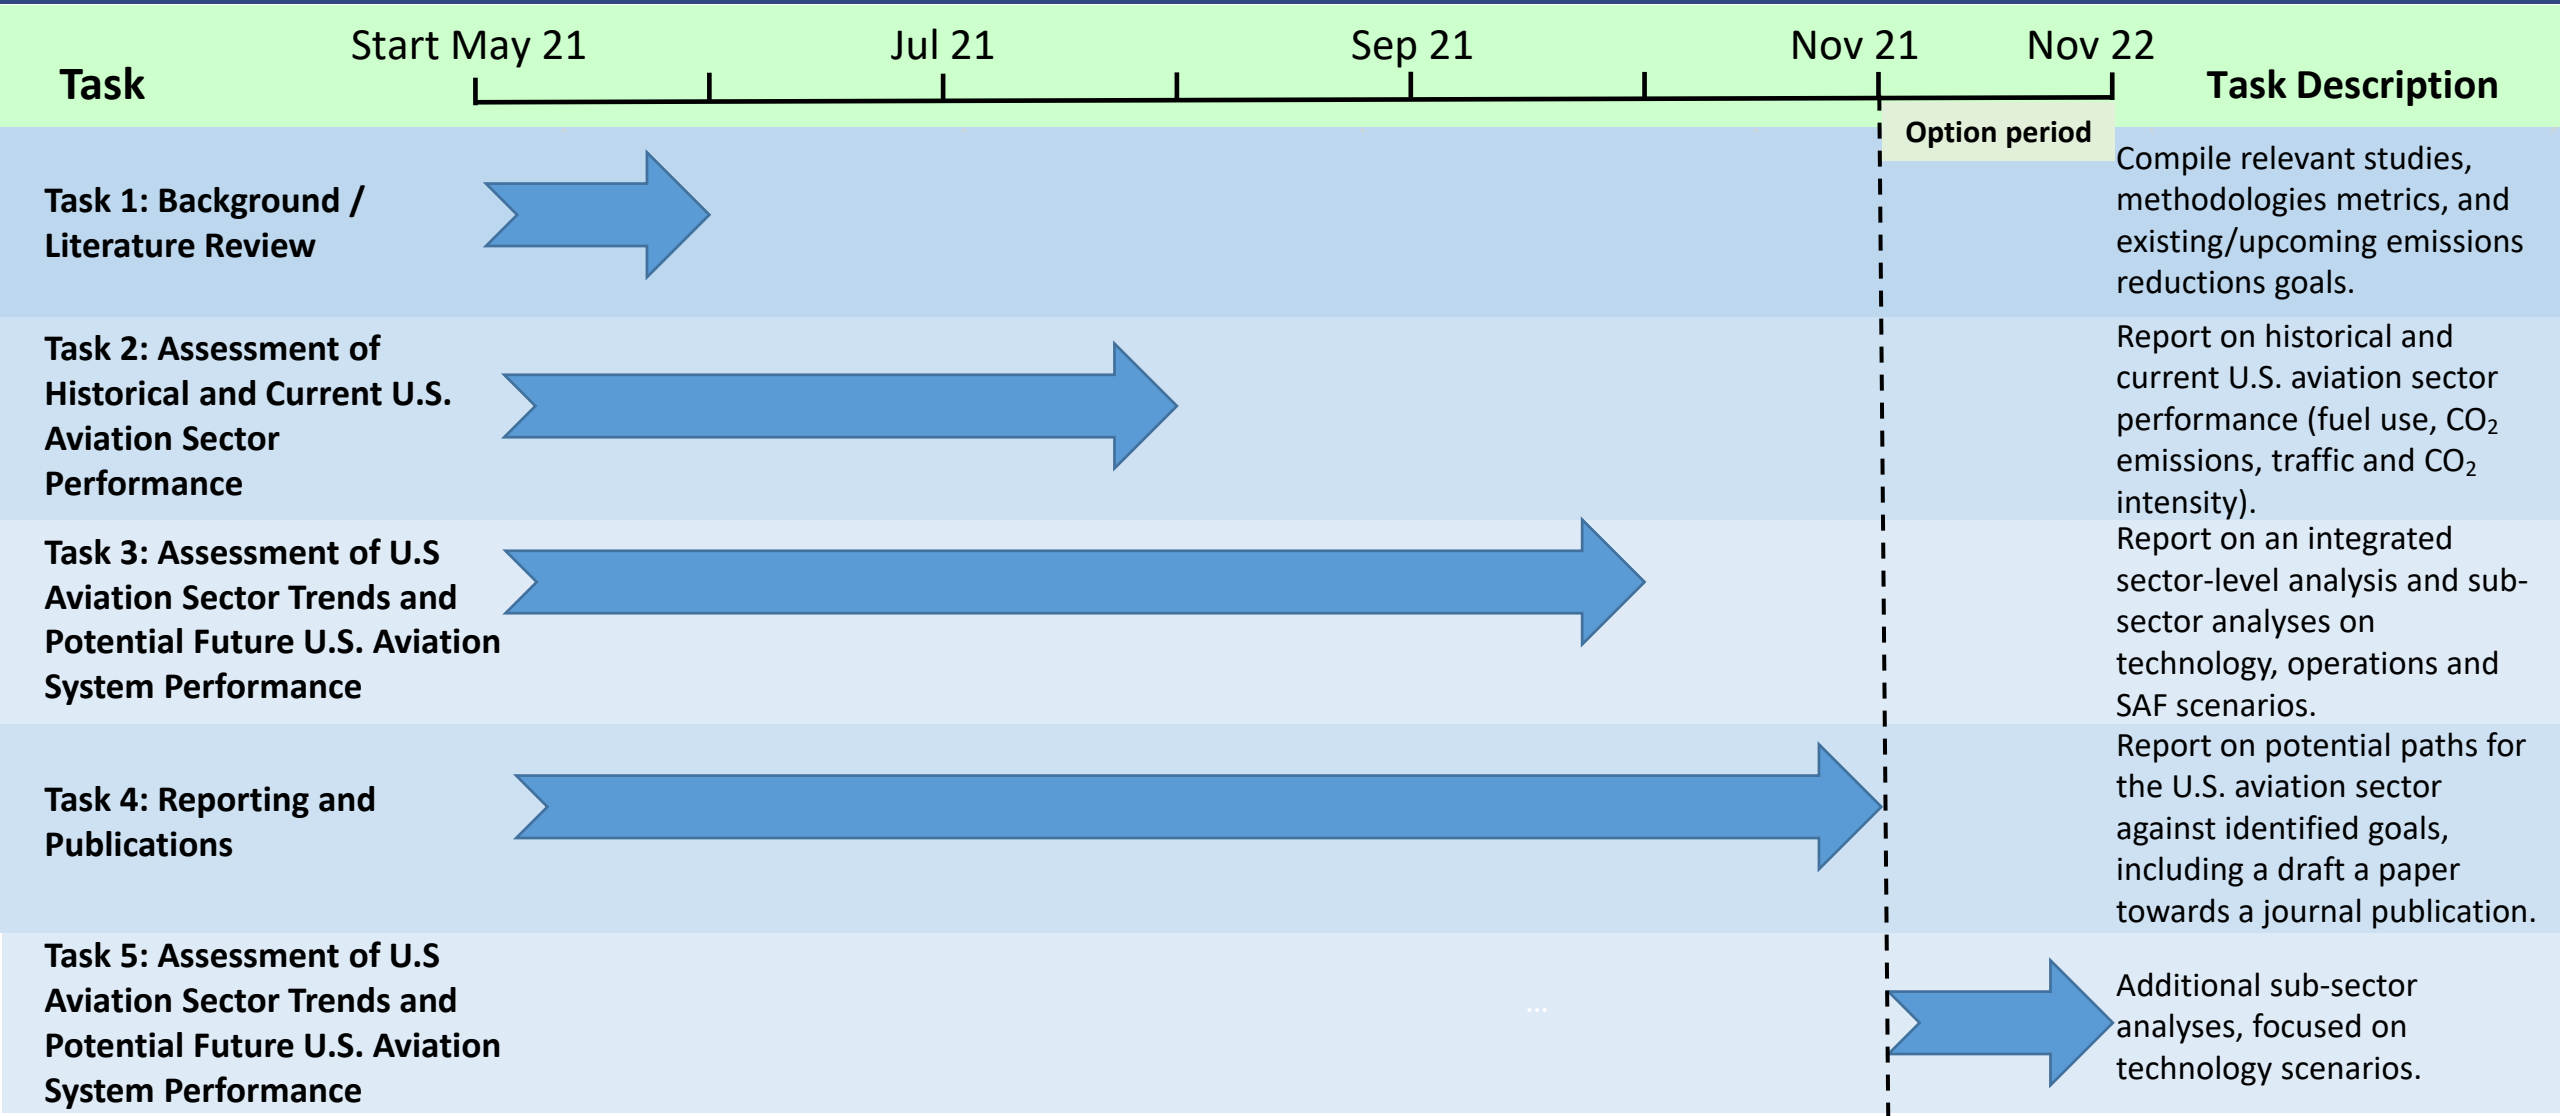 Task
Start May 21
Jul 21
Sep 21
Nov 21
Nov 22
Task Description
Option period
Task 1: Background /
Literature Review
Compile relevant studies,
methodologies metrics, and
existing/upcoming emissions
reductions goals.
Task 2: Assessment of
Historical and Current U.S.
Aviation Sector
Performance
Report on historical and
current U.S. aviation sector
performance (fuel use, CO₂
emissions, traffic and CO₂
intensity).
Task 3: Assessment of U.S
Aviation Sector Trends and
Potential Future U.S. Aviation
System Performance
Report on an integrated
sector-level analysis and sub-
sector analyses on
technology, operations and
SAF scenarios.
Task 4: Reporting and
Publications
Report on potential paths for
the U.S. aviation sector
against identified goals,
including a draft a paper
towards a journal publication.
Task 5: Assessment of U.S
Aviation Sector Trends and
Potential Future U.S. Aviation
System Performance
...
Additional sub-sector
analyses, focused on
technology scenarios.